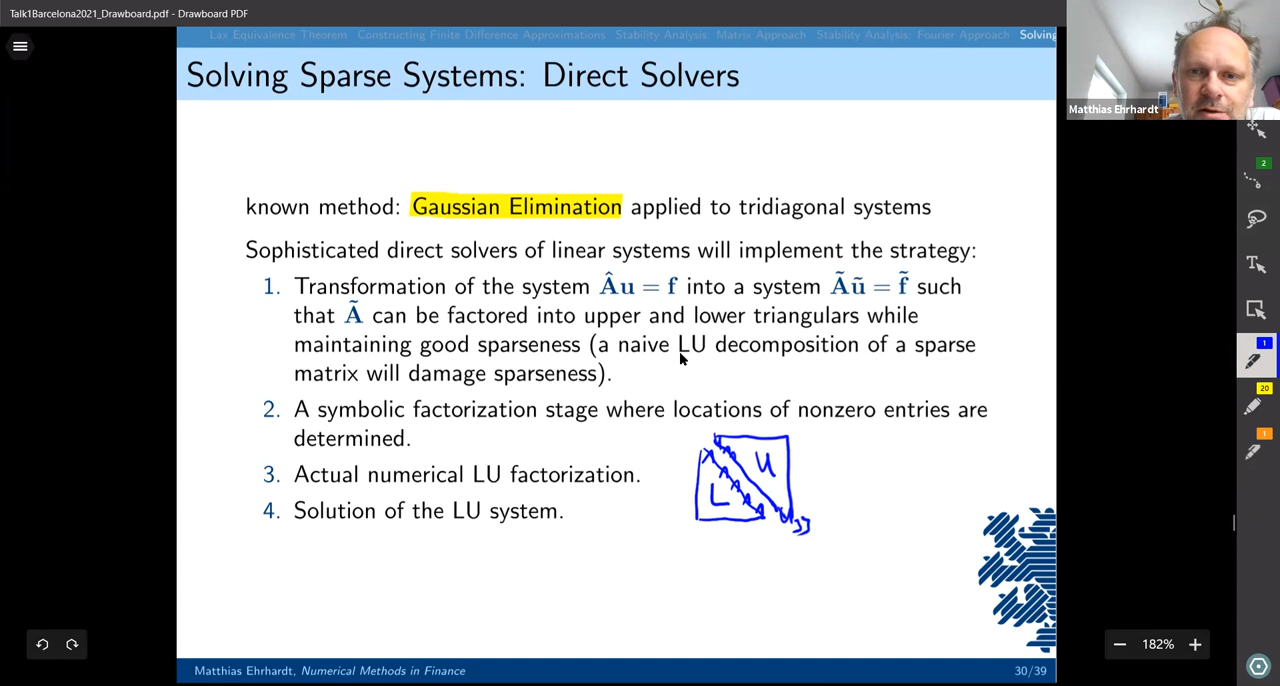 Talk1Barcelona2021_Drawboard.pdf - Drawboard PDF
Lax Equivalence Theorem Constructing Finite Difference Approximations Stability Analysis: Matrix Approach Stability Analysis: Fourier Approach Solving
Solving Sparse Systems: Direct Solvers
Matthias Ehrhardt
2
known method: Gaussian Elimination applied to tridiagonal systems
Sophisticated direct solvers of linear systems will implement the strategy:
1. Transformation of the system Âu = f into a system Ãũ = f̃ such
that Ã can be factored into upper and lower triangulars while
maintaining good sparseness (a naive LU decomposition of a sparse
matrix will damage sparseness).
1
20
1
2. A symbolic factorization stage where locations of nonzero entries are
determined.
3. Actual numerical LU factorization.
4. Solution of the LU system.
U
L
182%
Matthias Ehrhardt, Numerical Methods in Finance 30/39